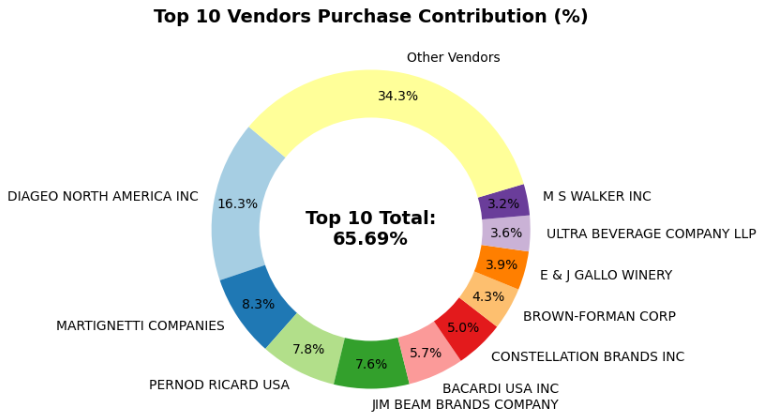 Top 10 Vendors Purchase Contribution (%)
Other Vendors
34.3%
DIAGEO NORTH AMERICA INC
16.3%
M S WALKER INC
3.2%
ULTRA BEVERAGE COMPANY LLP
3.6%
Top 10 Total:
65.69%
E & J GALLO WINERY
3.9%
BROWN-FORMAN CORP
4.3%
MARTIGNETTI COMPANIES
8.3%
CONSTELLATION BRANDS INC
5.0%
PERNOD RICARD USA
7.8%
7.6%
5.7%
BACARDI USA INC
JIM BEAM BRANDS COMPANY